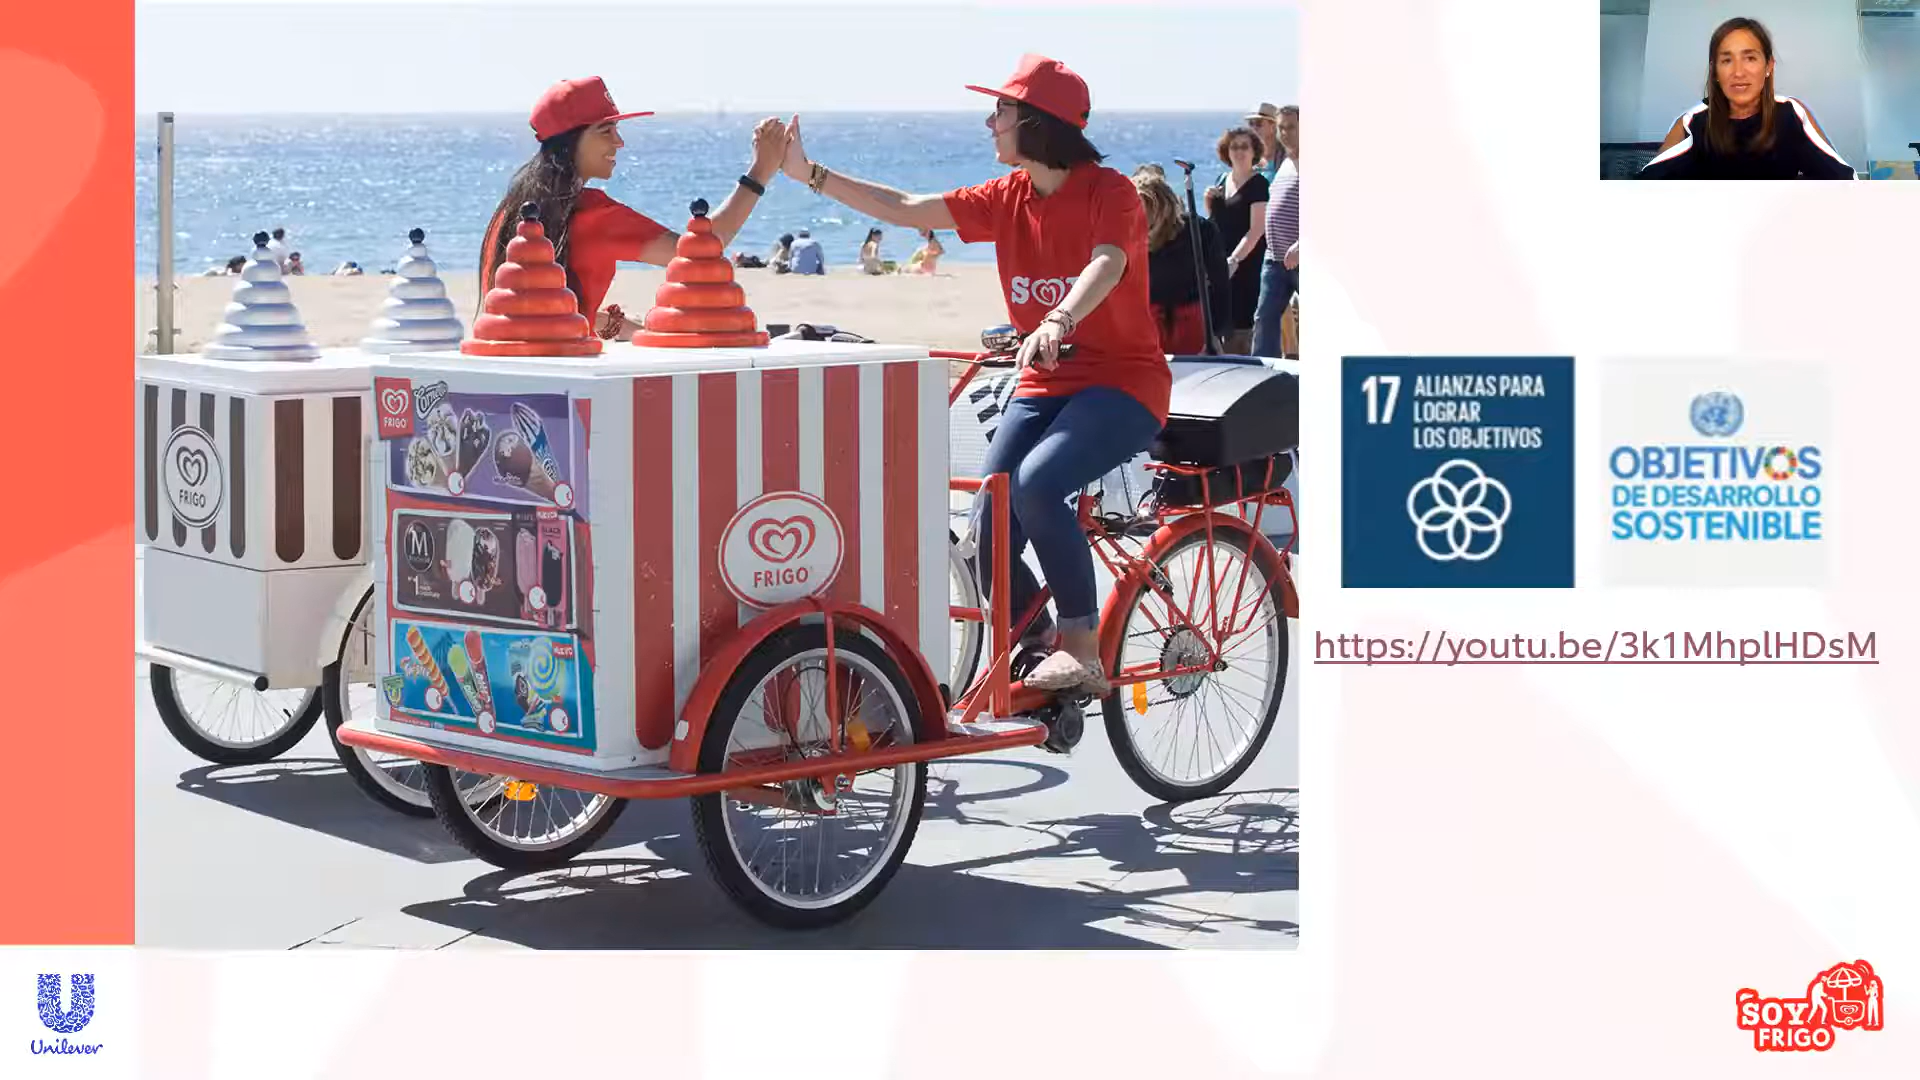 17
ALIANZAS PARA
LOGRAR
LOS OBJETIVOS
OBJETIVOS
DE DESARROLLO
SOSTENIBLE
https://youtu.be/3k1MhplHDsM
FRIGO
FRIGO
FRIGO
M
NUEVO
Unilever
SOY
FRIGO